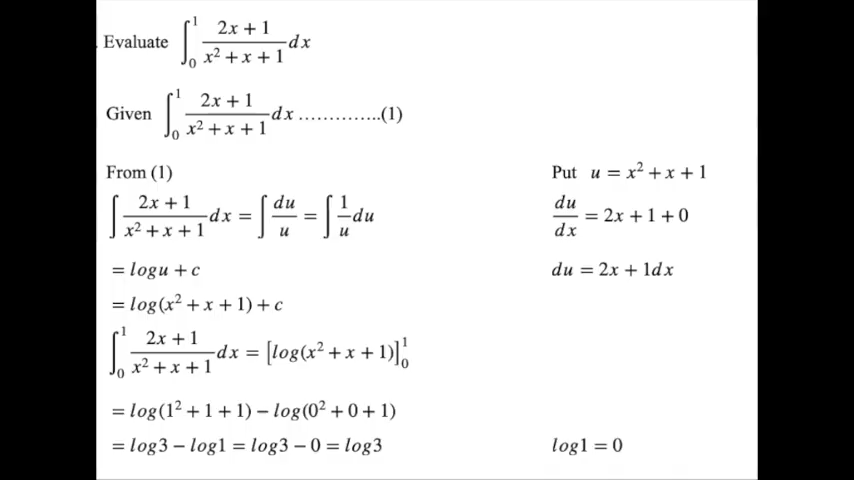 . Evaluate ∫₀¹ (2x + 1)/(x² + x + 1) dx
Given ∫₀¹ (2x + 1)/(x² + x + 1) dx …………..(1)
From (1)
Put u = x² + x + 1
∫ (2x + 1)/(x² + x + 1) dx = ∫ du/u = ∫ 1/u du
du/dx = 2x + 1 + 0
= logu + c
du = 2x + 1dx
= log(x² + x + 1) + c
∫₀¹ (2x + 1)/(x² + x + 1) dx = [log(x² + x + 1)]₀¹
= log(1² + 1 + 1) − log(0² + 0 + 1)
= log3 − log1 = log3 − 0 = log3
log1 = 0